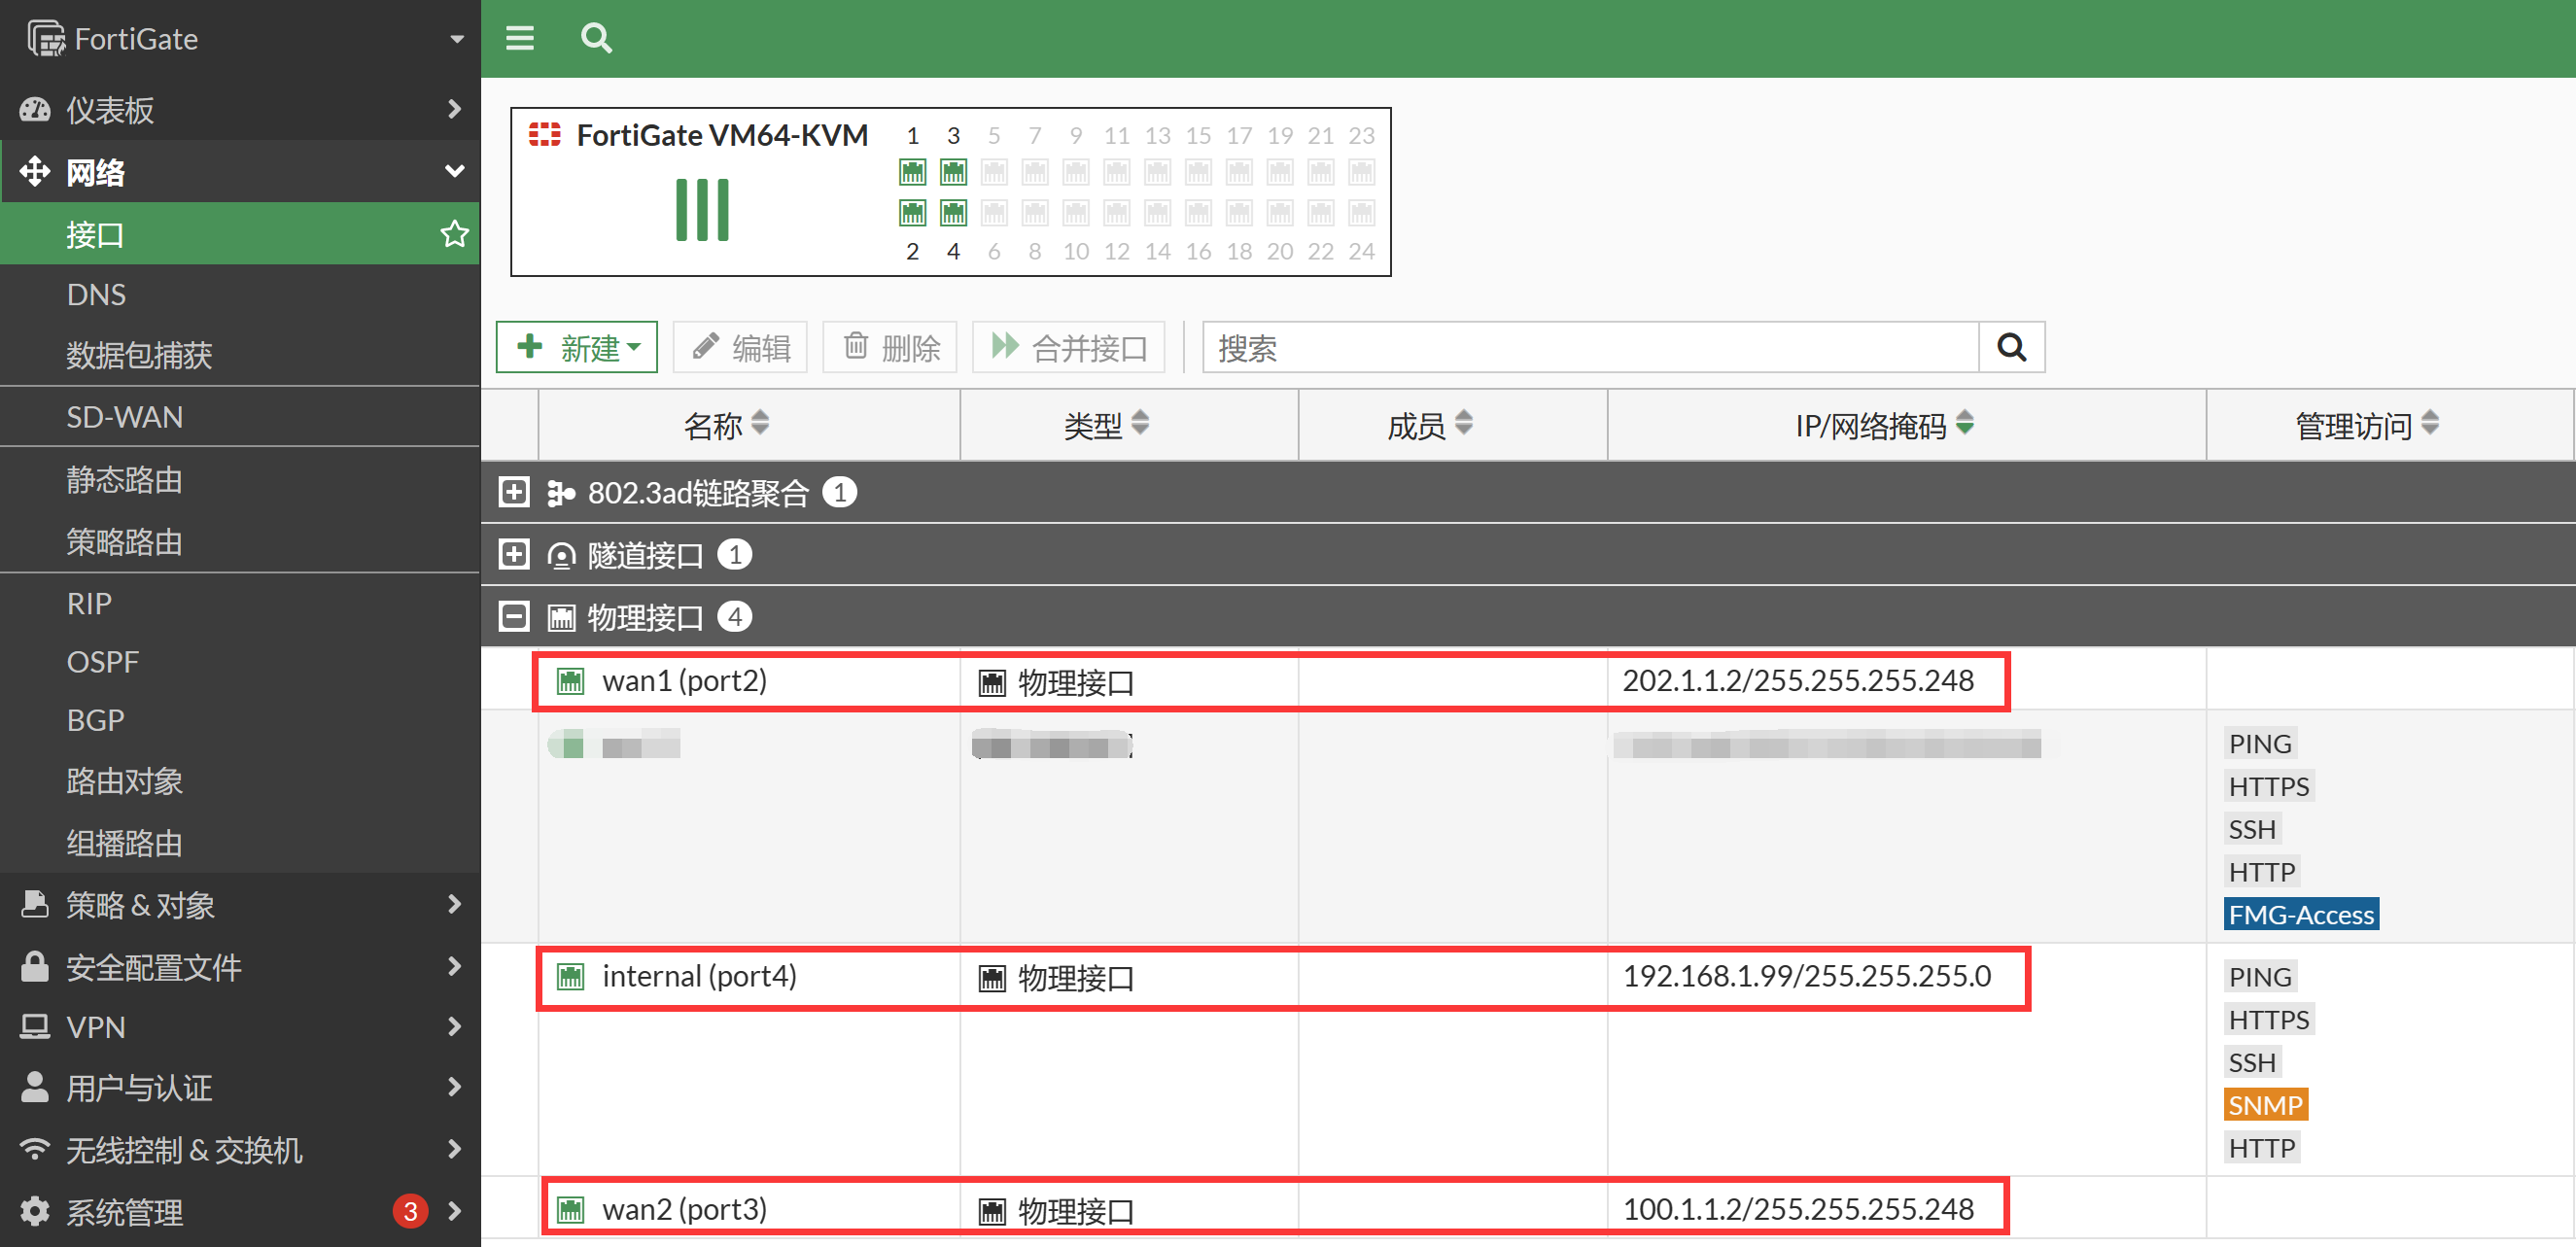 FortiGate
仪表板
网络
接口
DNS
数据包捕获
SD-WAN
静态路由
策略路由
RIP
OSPF
BGP
路由对象
组播路由
策略 & 对象
安全配置文件
VPN
用户与认证
无线控制 & 交换机
系统管理 3
FortiGate VM64-KVM
1 3 5 7 9 11 13 15 17 19 21 23
2 4 6 8 10 12 14 16 18 20 22 24
新建 编辑 删除 合并接口 搜索
名称 类型 成员 IP/网络掩码 管理访问
802.3ad链路聚合 1
隧道接口 1
物理接口 4
wan1 (port2) 物理接口 202.1.1.2/255.255.255.248
PING
HTTPS
SSH
HTTP
FMG-Access
internal (port4) 物理接口 192.168.1.99/255.255.255.0 PING
HTTPS
SSH
SNMP
HTTP
wan2 (port3) 物理接口 100.1.1.2/255.255.255.248